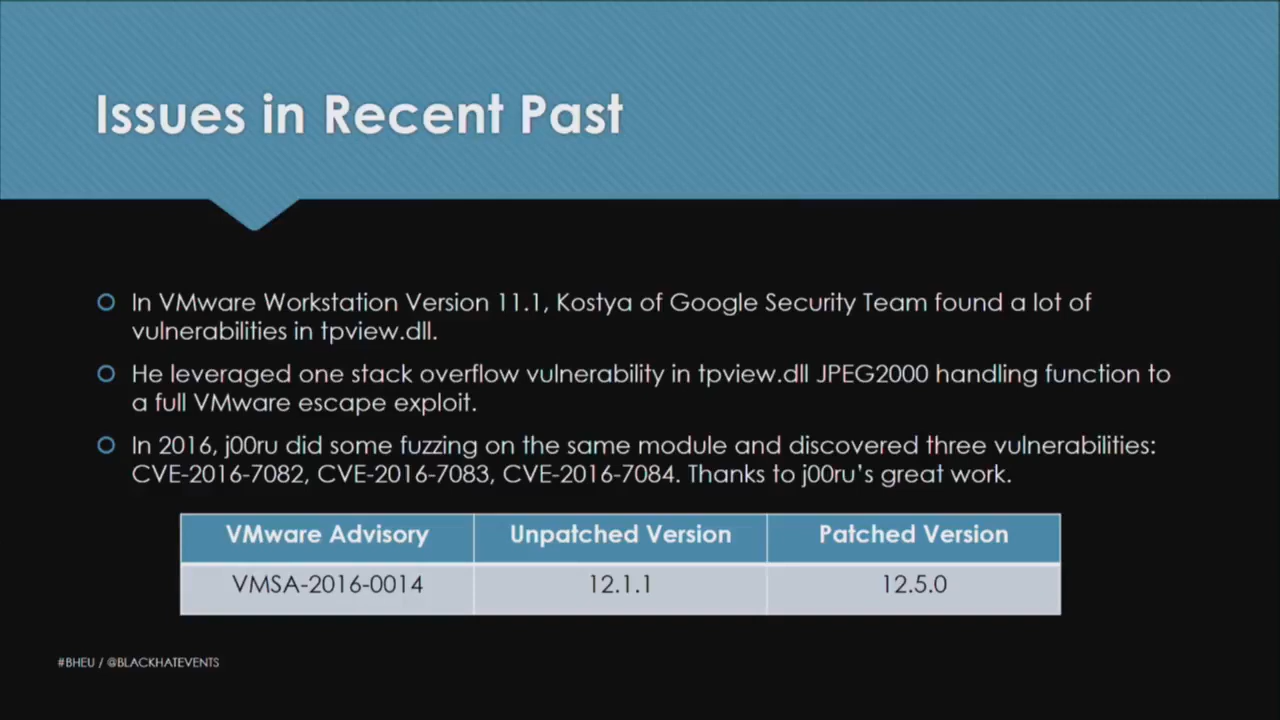 Issues in Recent Past
In VMware Workstation Version 11.1, Kostya of Google Security Team found a lot of
vulnerabilities in tpview.dll.
He leveraged one stack overflow vulnerability in tpview.dll JPEG2000 handling function to
a full VMware escape exploit.
In 2016, j00ru did some fuzzing on the same module and discovered three vulnerabilities:
CVE-2016-7082, CVE-2016-7083, CVE-2016-7084. Thanks to j00ru's great work.
VMware Advisory Unpatched Version Patched Version
VMSA-2016-0014 12.1.1 12.5.0
#BHEU / @BLACKHATEVENTS